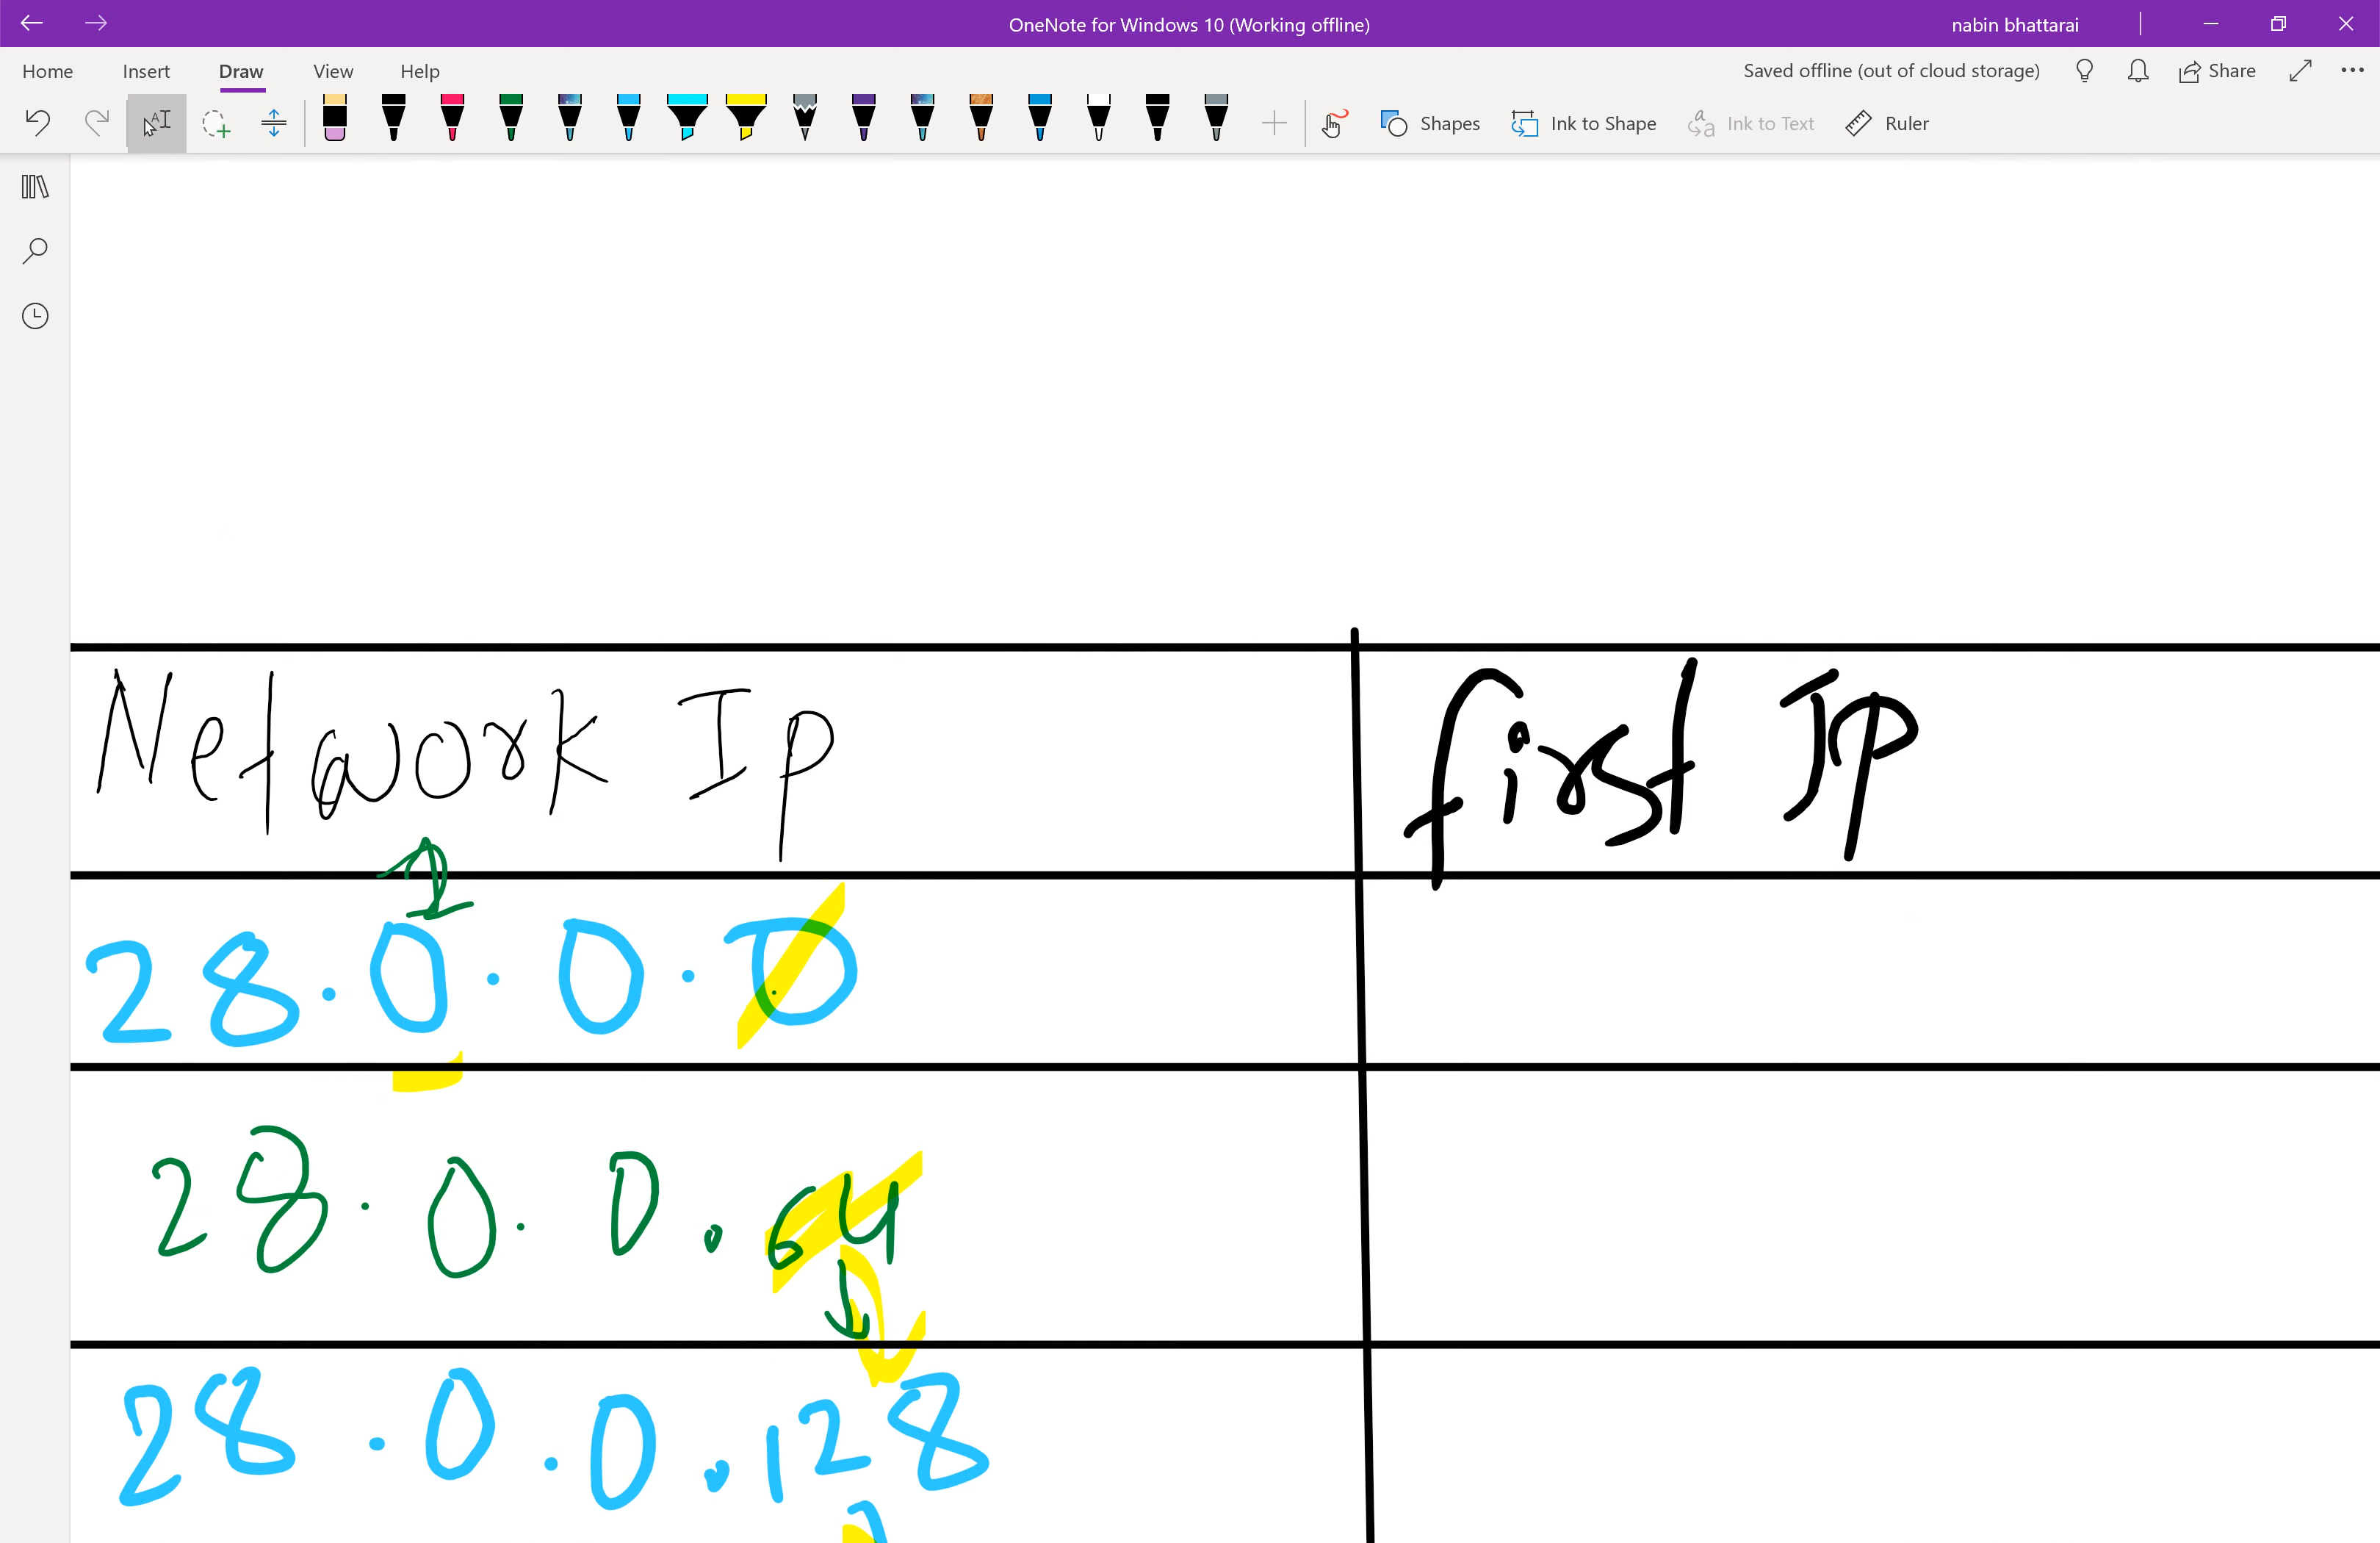 OneNote for Windows 10 (Working offline)
nabin bhattarai
Home Insert Draw View Help
Saved offline (out of cloud storage)
Share
Shapes
Ink to Shape
Ink to Text
Ruler
Network Ip
first IP
28.0.0.0
28.0.0.64
28.0.0.128